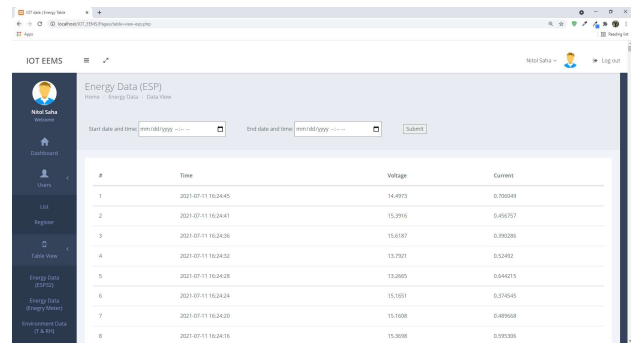 IOT data | Energy Table
localhost/IOT_EEMS/Pages/table-view-esp.php
Apps
Reading list
IOT EEMS
Nitol Saha
Log out
Nitol Saha
Welcome
Dashboard
Users
List
Register
Table View
Energy Data
(ESP32)
Energy Data
(Enegry Meter)
Environment Data
(T & RH)
Energy Data (ESP)
Home / Energy Data / Data View
Start date and time: mm/dd/yyyy --:-- -- End date and time: mm/dd/yyyy --:-- -- Submit
# Time Voltage Current
1 2021-07-11 16:24:45 14.4973 0.706049
2 2021-07-11 16:24:41 15.3916 0.456757
3 2021-07-11 16:24:36 15.6187 0.390286
4 2021-07-11 16:24:32 13.7921 0.52492
5 2021-07-11 16:24:28 13.2665 0.644215
6 2021-07-11 16:24:24 15.1651 0.374545
7 2021-07-11 16:24:20 15.1608 0.489668
8 2021-07-11 16:24:16 15.3698 0.595306